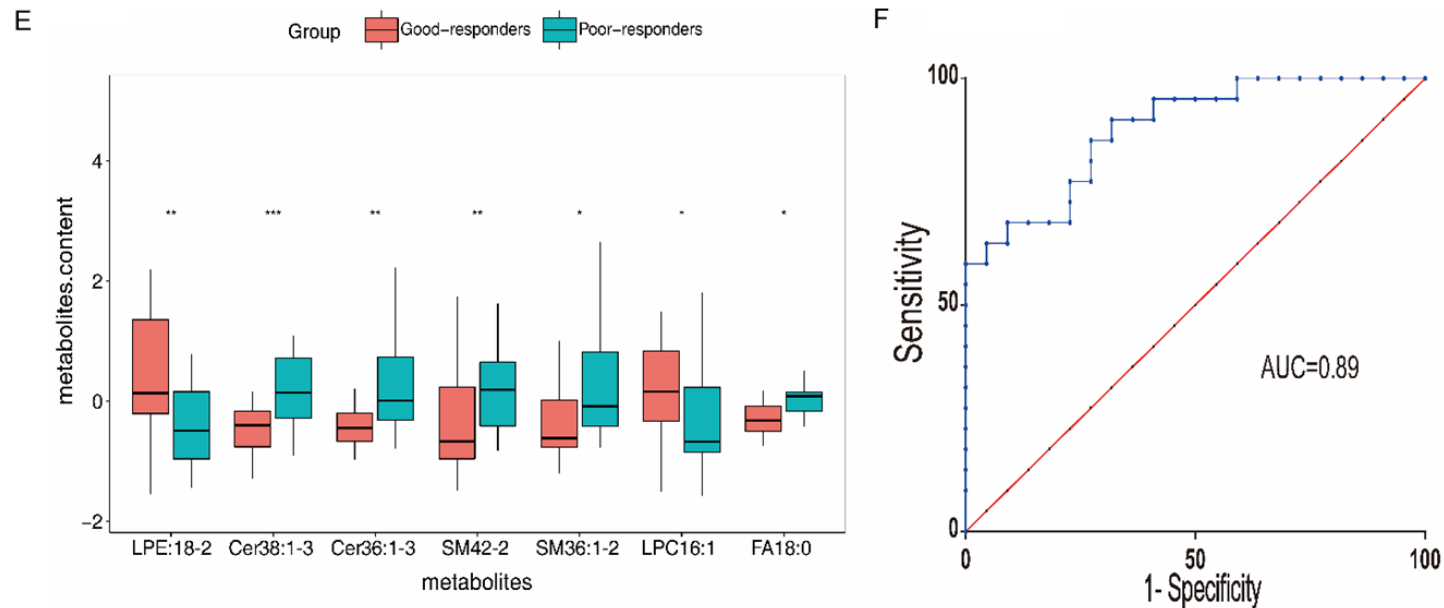 E
Group Good-responders Poor-responders
metabolites.content
4
2
0
−2
** *** ** ** * * *
LPE:18-2 Cer38:1-3 Cer36:1-3 SM42-2 SM36:1-2 LPC16:1 FA18:0
metabolites
F
Sensitivity
100
50
0
AUC=0.89
0 50 100
1- Specificity